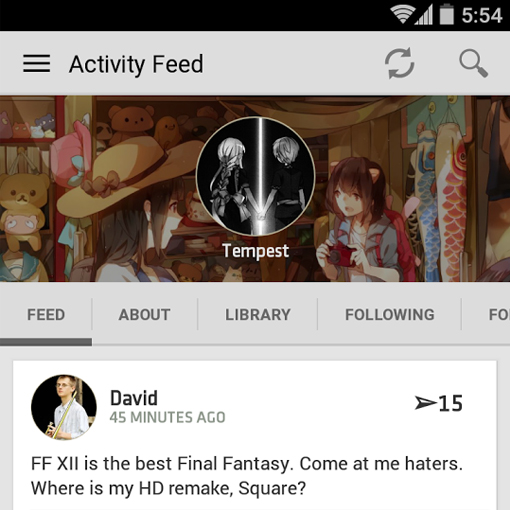 5:54
Activity Feed
Tempest
FEED ABOUT LIBRARY FOLLOWING FO
David
15
45 MINUTES AGO
FF XII is the best Final Fantasy. Come at me haters.
Where is my HD remake, Square?